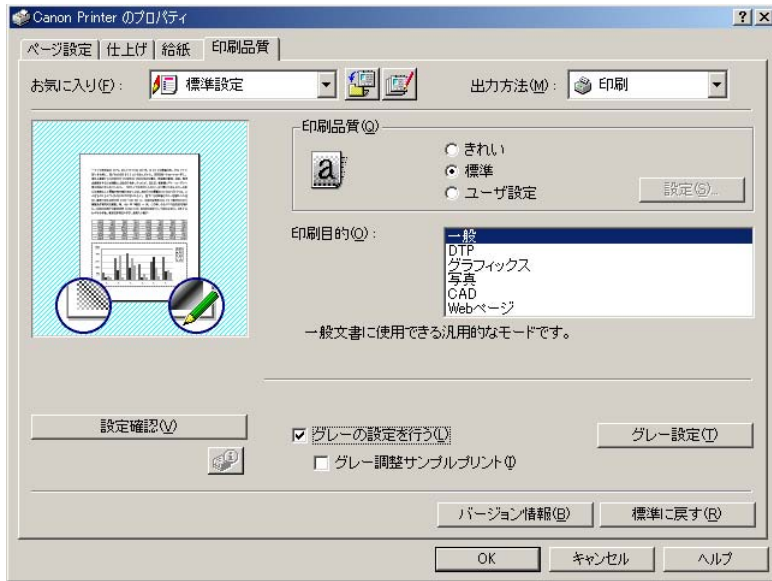 Canon Printer のプロパティ
ページ設定 仕上げ 給紙 印刷品質
お気に入り(F): 標準設定 出力方法(M): 印刷
印刷品質(Q)
a
きれい
標準
ユーザ設定 設定(S)...
印刷目的(O): 一般
DTP
グラフィックス
写真
CAD
Webページ
一般文書に使用できる汎用的なモードです。
設定確認(V)
グレーの設定を行う(L) グレー設定(T)
グレー調整サンプルプリント(I)
バージョン情報(B) 標準に戻す(R)
OK キャンセル ヘルプ